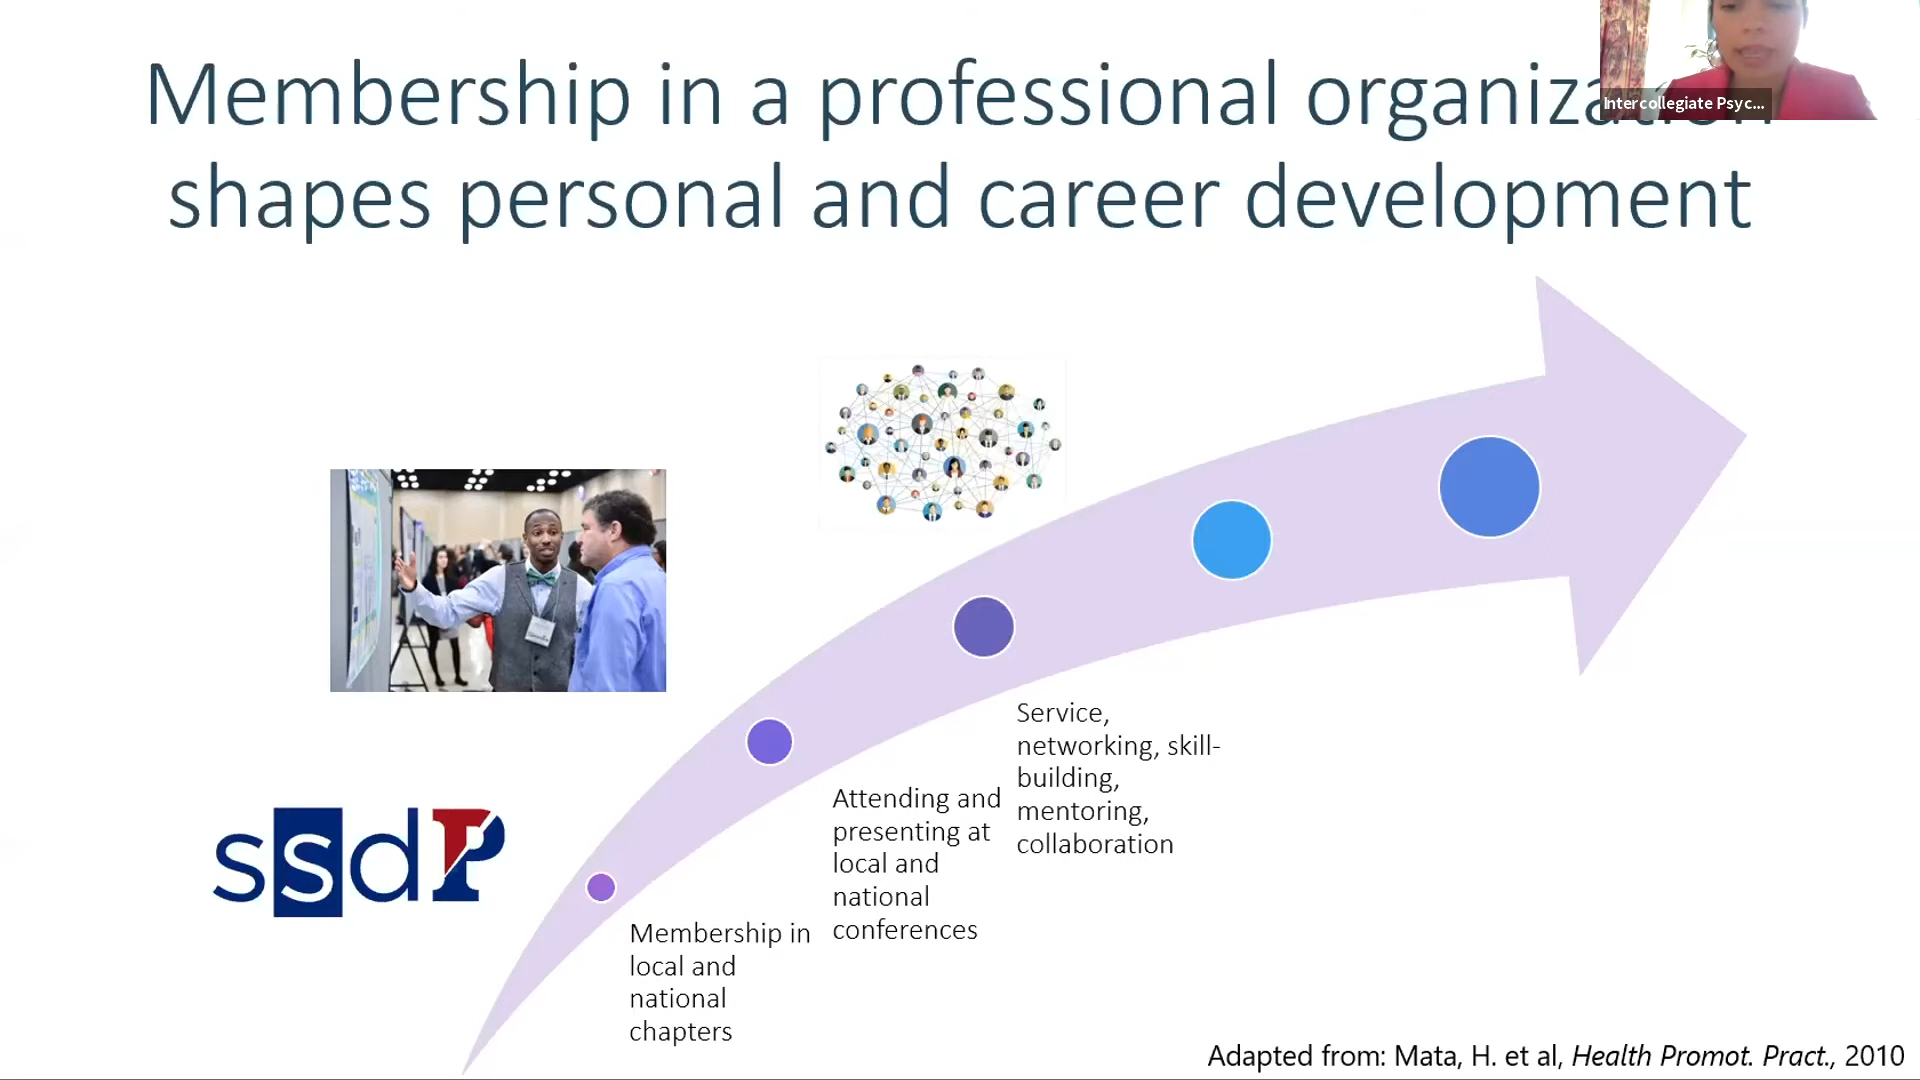 Membership in a professional organization
Intercollegiate Psyc...
shapes personal and career development
ssdp
Membership in
local and
national
chapters
Attending and
presenting at
local and
national
conferences
Service,
networking, skill-
building,
mentoring,
collaboration
Adapted from: Mata, H. et al, Health Promot. Pract., 2010